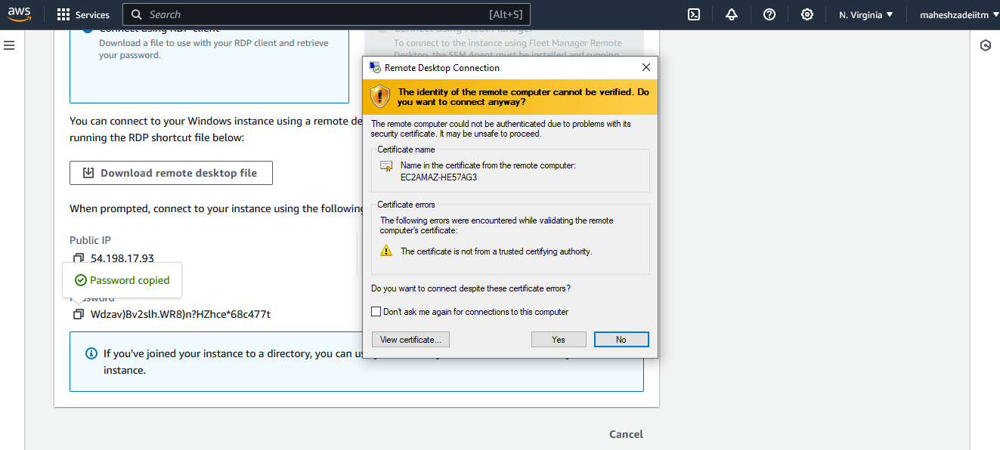 aws
Services
Search
[Alt+S]
N. Virginia
maheshzadeiitm
Connect using RDP client
Download a file to use with your RDP client and retrieve
your password.
Connect using Fleet Manager
To connect to the instance using Fleet Manager Remote
Desktop, the SSM Agent must be installed and running
You can connect to your Windows instance using a remote de
running the RDP shortcut file below:
Download remote desktop file
When prompted, connect to your instance using the following
Public IP
54.198.17.93
Password copied
Password
Wdzav)Bv2slh.WR8)n?HZhce*68c477t
If you've joined your instance to a directory, you can us
instance.
Cancel
Remote Desktop Connection
The identity of the remote computer cannot be verified. Do
you want to connect anyway?
The remote computer could not be authenticated due to problems with its
security certificate. It may be unsafe to proceed.
Certificate name
Name in the certificate from the remote computer:
EC2AMAZ-HE57AG3
Certificate errors
The following errors were encountered while validating the remote
computer's certificate:
The certificate is not from a trusted certifying authority.
Do you want to connect despite these certificate errors?
Don't ask me again for connections to this computer
View certificate...
Yes
No